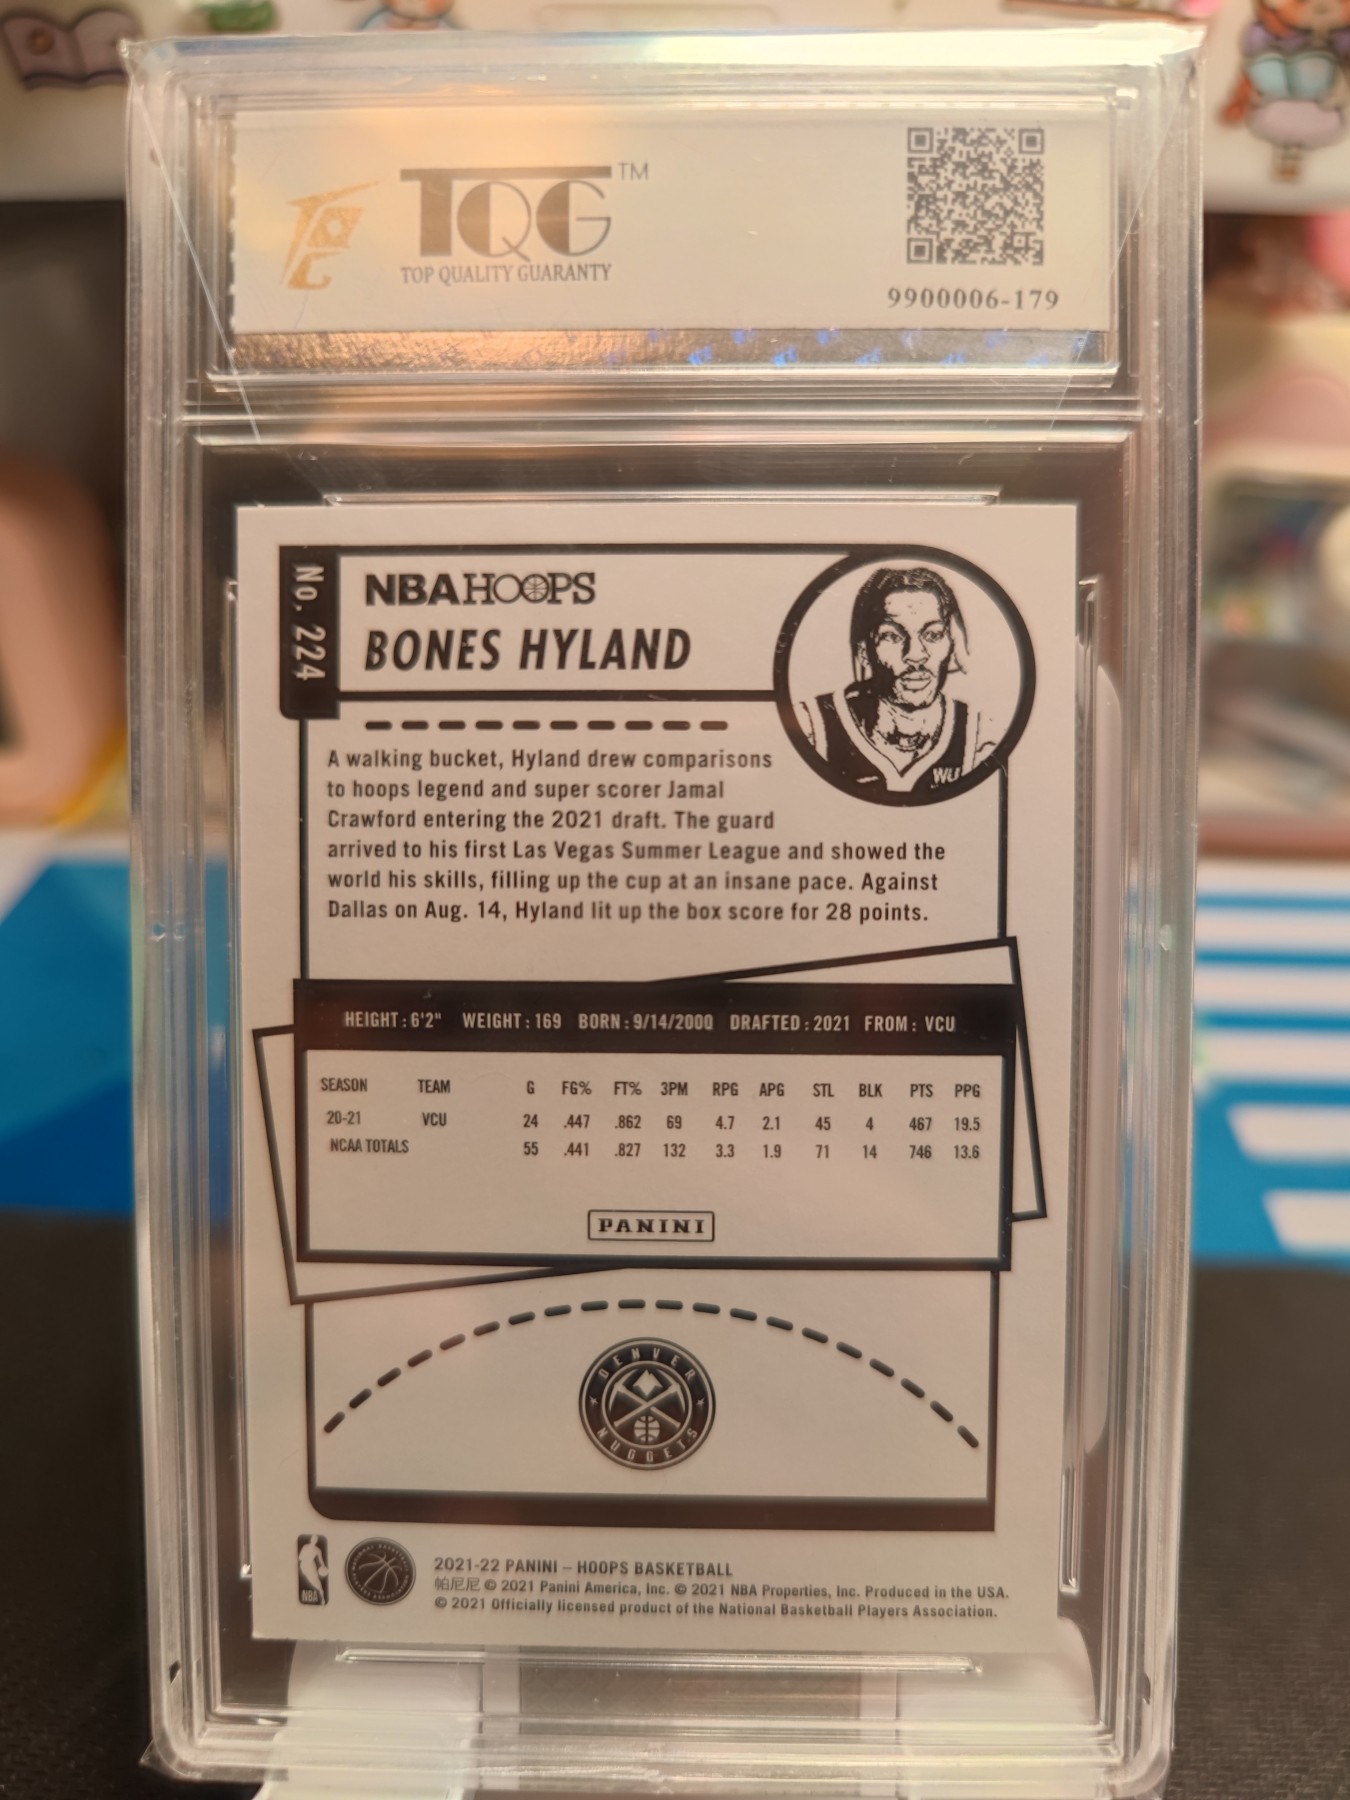 TQG™
TOP QUALITY GUARANTY
9900006-179
No. 224
NBA HOOPS
BONES HYLAND
WU
A walking bucket, Hyland drew comparisons
to hoops legend and super scorer Jamal
Crawford entering the 2021 draft. The guard
arrived to his first Las Vegas Summer League and showed the
world his skills, filling up the cup at an insane pace. Against
Dallas on Aug. 14, Hyland lit up the box score for 28 points.
HEIGHT: 6'2" WEIGHT: 169 BORN: 9/14/2000 DRAFTED: 2021 FROM: VCU
SEASON TEAM G FG% FT% 3PM RPG APG STL BLK PTS PPG
20-21 VCU 24 .447 .862 69 4.7 2.1 45 4 467 19.5
NCAA TOTALS 55 .441 .827 132 3.3 1.9 71 14 746 13.6
PANINI
DENVER
NUGGETS
NBA
2021-22 PANINI – HOOPS BASKETBALL
帕尼尼 © 2021 Panini America, Inc. © 2021 NBA Properties, Inc. Produced in the USA.
© 2021 Officially licensed product of the National Basketball Players Association.